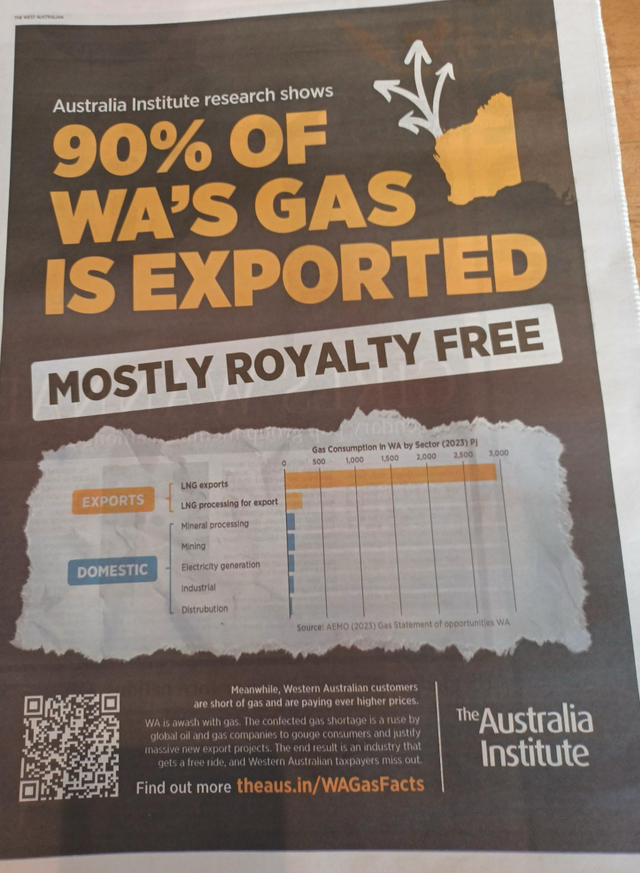 THE WEST AUSTRALIAN
Australia Institute research shows
90% OF
WA'S GAS
IS EXPORTED
MOSTLY ROYALTY FREE
Gas Consumption in WA by Sector (2023) PJ
0 500 1,000 1,500 2,000 2,500 3,000
EXPORTS
LNG exports
LNG processing for export
DOMESTIC
Mineral processing
Mining
Electricity generation
Industrial
Distrubution
Source: AEMO (2023) Gas Statement of opportunities WA
Meanwhile, Western Australian customers
are short of gas and are paying ever higher prices.
WA is awash with gas. The confected gas shortage is a ruse by
global oil and gas companies to gouge consumers and justify
massive new export projects. The end result is an industry that
gets a free ride, and Western Australian taxpayers miss out.
Find out more theaus.in/WAGasFacts
The Australia
Institute